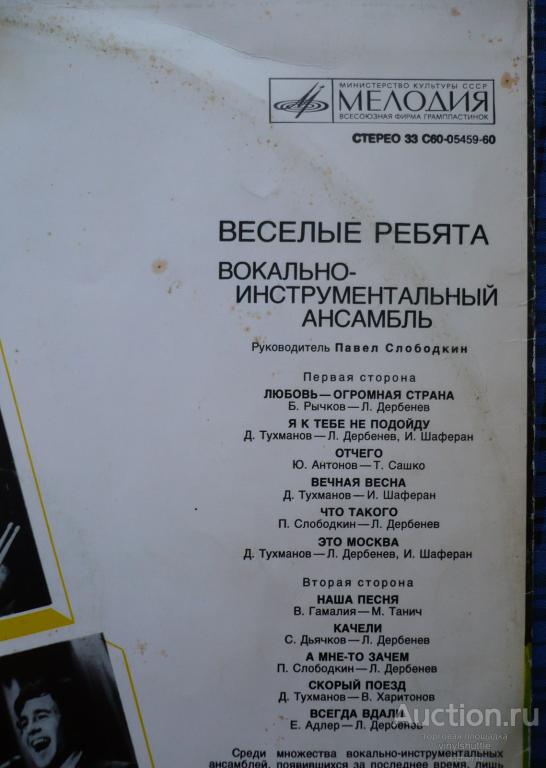 МИНИСТЕРСТВО КУЛЬТУРЫ СССР
МЕЛОДИЯ
ВСЕСОЮЗНАЯ ФИРМА ГРАМПЛАСТИНОК
СТЕРЕО 33 С60-05459-60
ВЕСЕЛЫЕ РЕБЯТА
ВОКАЛЬНО-
ИНСТРУМЕНТАЛЬНЫЙ
АНСАМБЛЬ
Руководитель Павел Слободкин
Первая сторона
ЛЮБОВЬ—ОГРОМНАЯ СТРАНА
Б. Рычков—Л. Дербенев
Я К ТЕБЕ НЕ ПОДОЙДУ
Д. Тухманов—Л. Дербенев, И. Шаферан
ОТЧЕГО
Ю. Антонов—Т. Сашко
ВЕЧНАЯ ВЕСНА
Д. Тухманов—И. Шаферан
ЧТО ТАКОГО
П. Слободкин—Л. Дербенев
ЭТО МОСКВА
Д. Тухманов—Л. Дербенев, И. Шаферан
Вторая сторона
НАША ПЕСНЯ
В. Гамалия—М. Танич
КАЧЕЛИ
С. Дьячков—Л. Дербенев
А МНЕ-ТО ЗАЧЕМ
П. Слободкин—Л. Дербенев
СКОРЫЙ ПОЕЗД
Д. Тухманов—В. Харитонов
ВСЕГДА ВДАЛИ
Е. Адлер—Л. Дербенев
Auction.ru
торговая площадка
vinylshuttle
Среди множества вокально-инструментальных
ансамблей, появившихся за последнее время, лишь